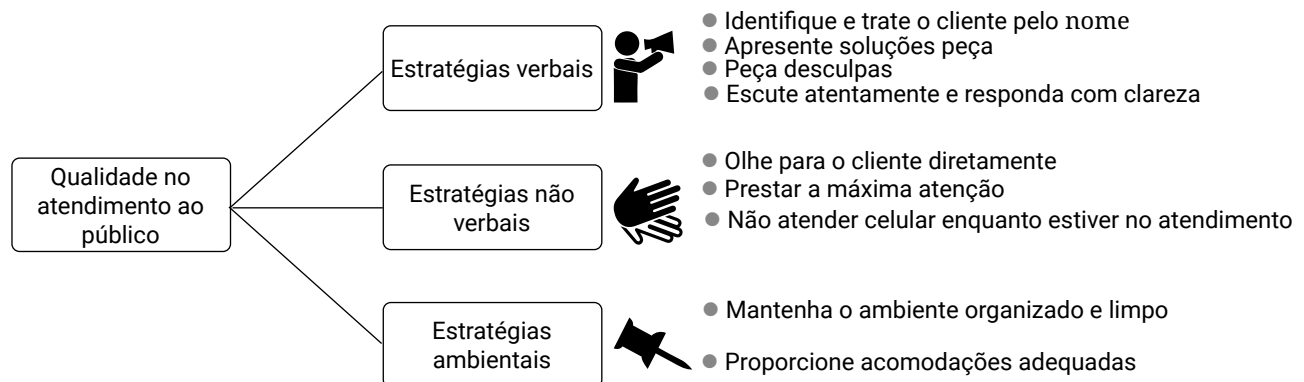 Qualidade no
atendimento ao
público
Estratégias verbais
● Identifique e trate o cliente pelo nome
● Apresente soluções peça
● Peça desculpas
● Escute atentamente e responda com clareza
Estratégias não
verbais
● Olhe para o cliente diretamente
● Prestar a máxima atenção
● Não atender celular enquanto estiver no atendimento
Estratégias
ambientais
● Mantenha o ambiente organizado e limpo
● Proporcione acomodações adequadas